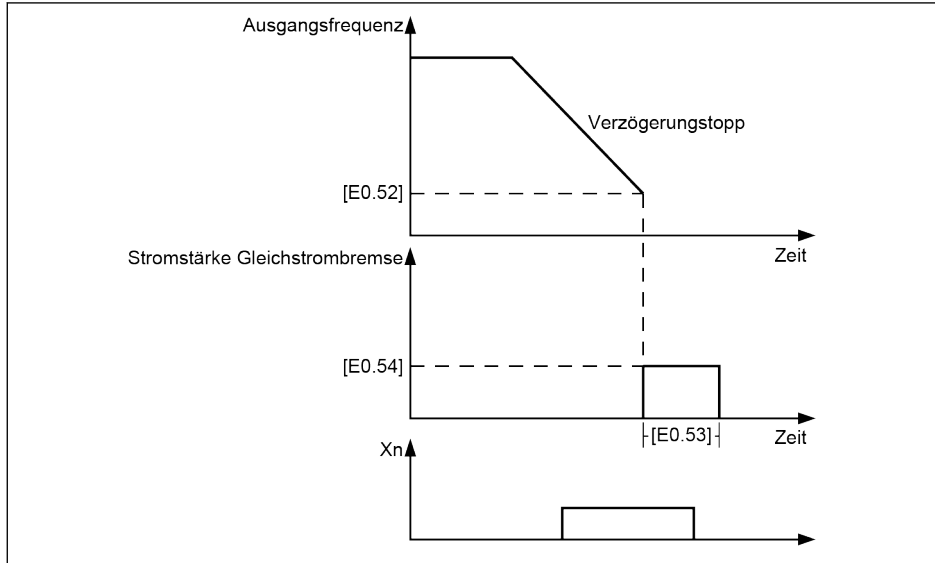 Ausgangsfrequenz
Verzögerungstopp
[E0.52]
Zeit
Stromstärke Gleichstrombremse
[E0.54]
[E0.53]
Zeit
Xn